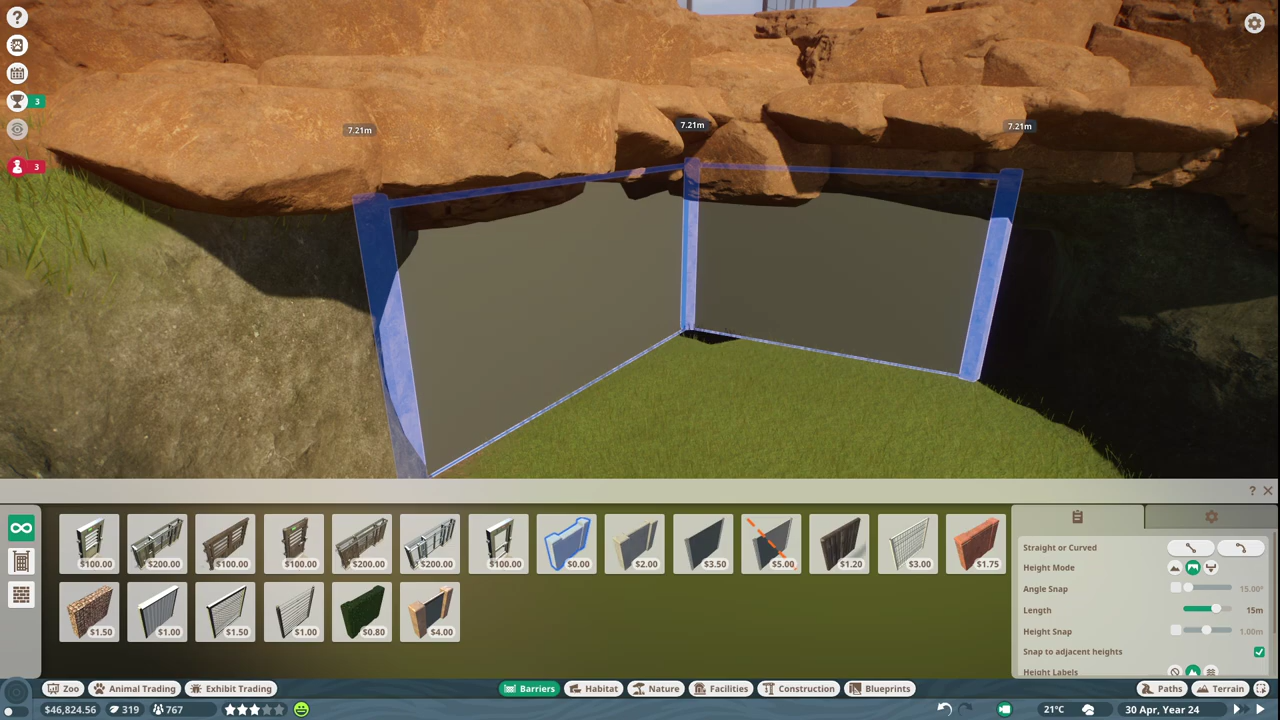 ?
3
3
7.21m
7.21m
7.21m
?
$100.00
$200.00
$100.00
$100.00
$200.00
$200.00
$100.00
$0.00
$2.00
$3.50
$5.00
$1.20
$3.00
$1.75
$1.50
$1.00
$1.50
$1.00
$0.80
$4.00
Straight or Curved
Height Mode
Angle Snap
15.00°
Length
15m
Height Snap
1.00m
Snap to adjacent heights
Height Labels
Zoo
Animal Trading
Exhibit Trading
Barriers
Habitat
Nature
Facilities
Construction
Blueprints
Paths
Terrain
$46,824.56
319
767
21°C
30 Apr, Year 24